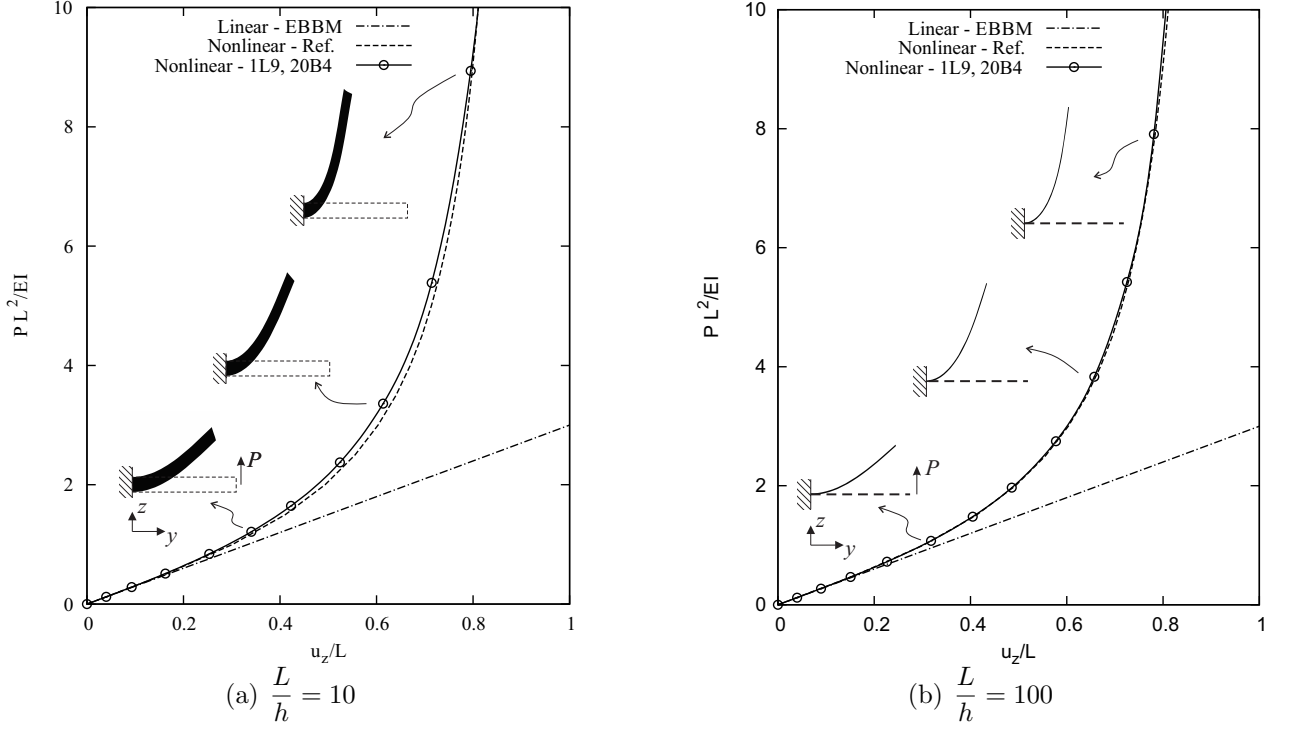 10
8
6
4
2
0
P L²/EI
Linear - EBBM
Nonlinear - Ref.
Nonlinear - 1L9, 20B4
P
z
y
0 0.2 0.4 0.6 0.8 1
u_z/L
(a) L/h = 10
10
8
6
4
2
0
P L²/EI
Linear - EBBM
Nonlinear - Ref.
Nonlinear - 1L9, 20B4
P
z
y
0 0.2 0.4 0.6 0.8 1
u_z/L
(b) L/h = 100